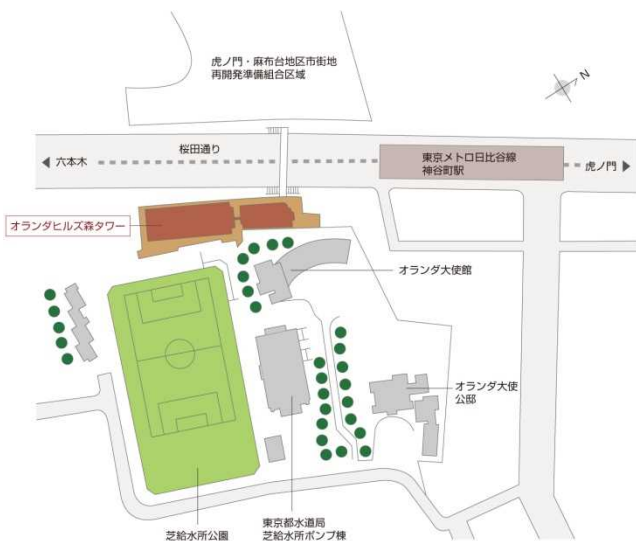 虎ノ門・麻布台地区市街地
再開発準備組合区域
N
桜田通り
六本木
東京メトロ日比谷線
神谷町駅
虎ノ門
オランダヒルズ森タワー
オランダ大使館
オランダ大使
公邸
芝給水所公園
東京都水道局
芝給水所ポンプ棟